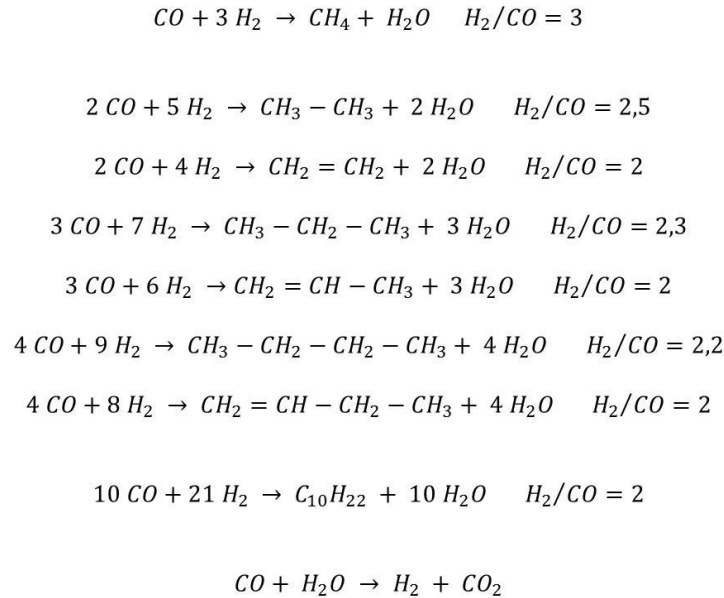 CO + 3 H₂ → CH₄ + H₂O H₂/CO = 3
2 CO + 5 H₂ → CH₃ − CH₃ + 2 H₂O H₂/CO = 2,5
2 CO + 4 H₂ → CH₂ = CH₂ + 2 H₂O H₂/CO = 2
3 CO + 7 H₂ → CH₃ − CH₂ − CH₃ + 3 H₂O H₂/CO = 2,3
3 CO + 6 H₂ → CH₂ = CH − CH₃ + 3 H₂O H₂/CO = 2
4 CO + 9 H₂ → CH₃ − CH₂ − CH₂ − CH₃ + 4 H₂O H₂/CO = 2,2
4 CO + 8 H₂ → CH₂ = CH − CH₂ − CH₃ + 4 H₂O H₂/CO = 2
10 CO + 21 H₂ → C₁₀H₂₂ + 10 H₂O H₂/CO = 2
CO + H₂O → H₂ + CO₂